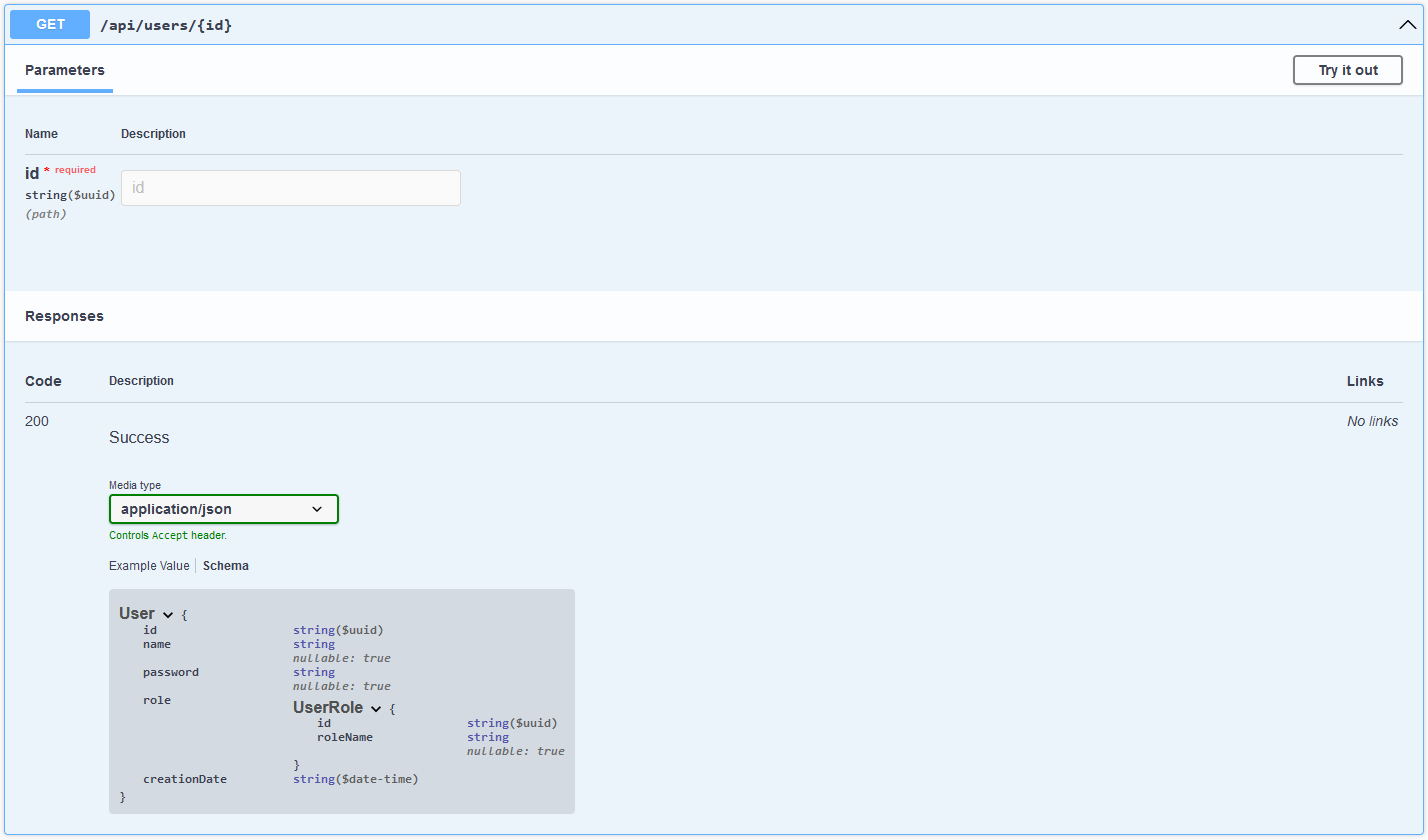 GET /api/users/{id}
Parameters Try it out
Name Description
id * required
string($uuid)
(path)
id
Responses
Code Description Links
200 No links
Success
Media type
application/json
Controls Accept header.
Example Value Schema
User {
id string($uuid)
name string
nullable: true
password string
nullable: true
role UserRole {
id string($uuid)
roleName string
nullable: true
}
creationDate string($date-time)
}